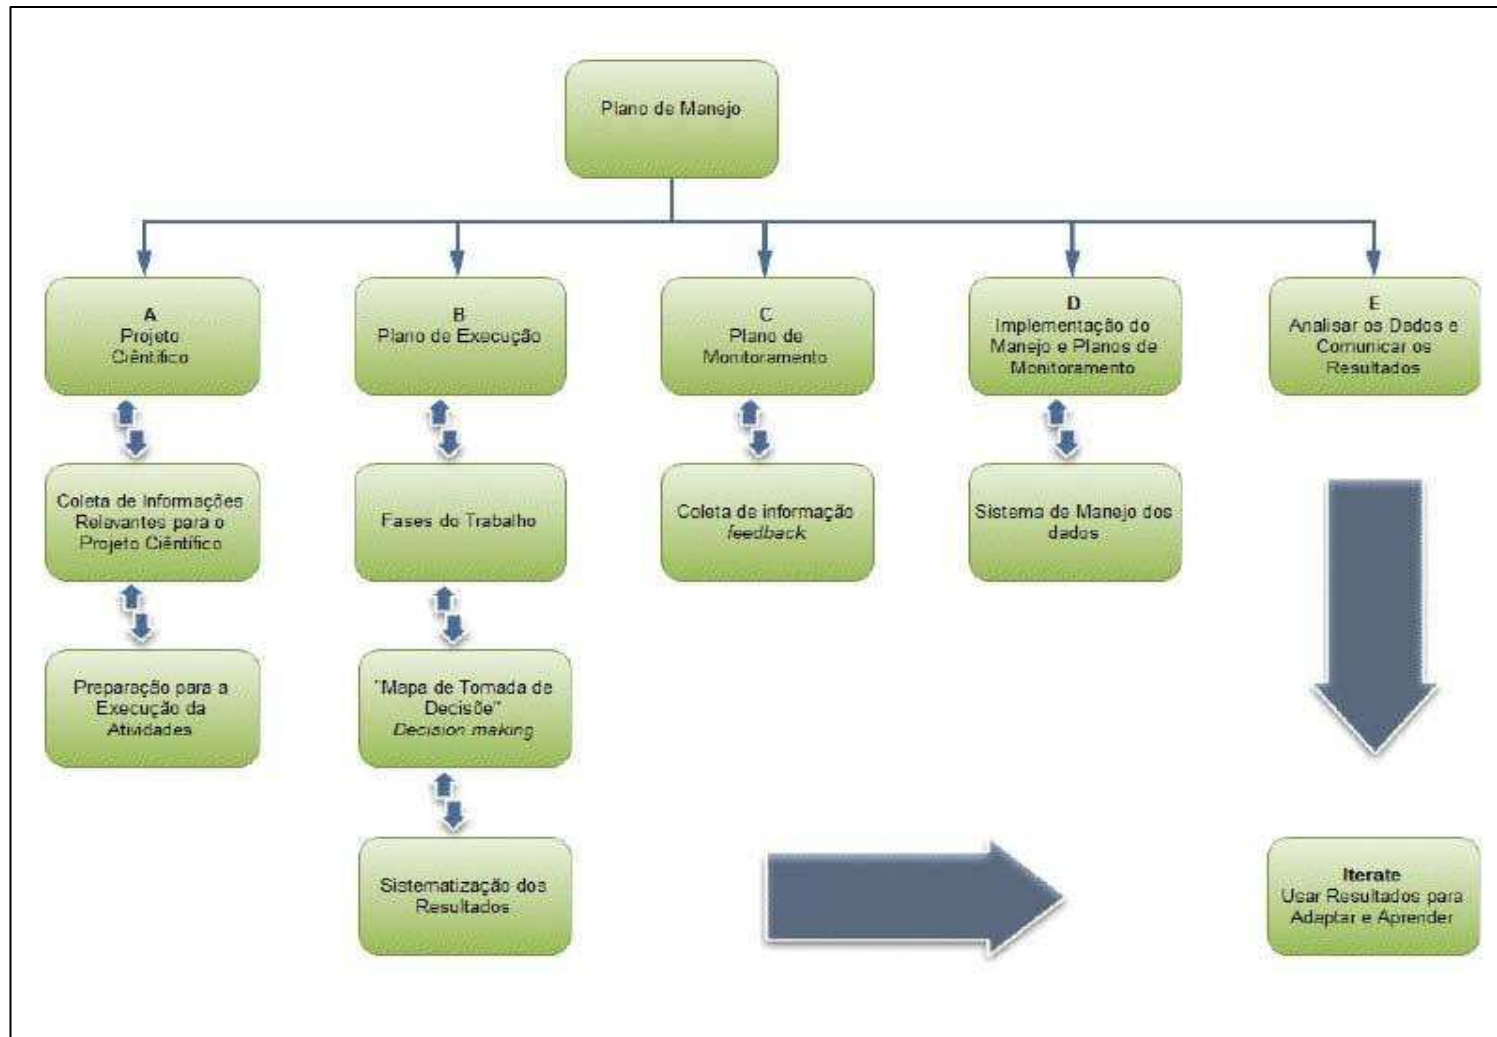 Plano de Manejo
A
Projeto
Ciêntífico
B
Plano de Execução
C
Plano de
Monitoramento
D
Implementação do
Manejo e Planos de
Monitoramento
E
Analisar os Dados e
Comunicar os
Resultados
Coleta de Informações
Relevantes para o
Projeto Ciêntífico
Fases do Trabalho
Coleta de informação
feedback
Sistema de Manejo dos
dados
Preparação para a
Execução da
Atividades
"Mapa de Tomada de
Decisõe"
Decision making
Sistematização dos
Resultados
Iterate
Usar Resultados para
Adaptar e Aprender